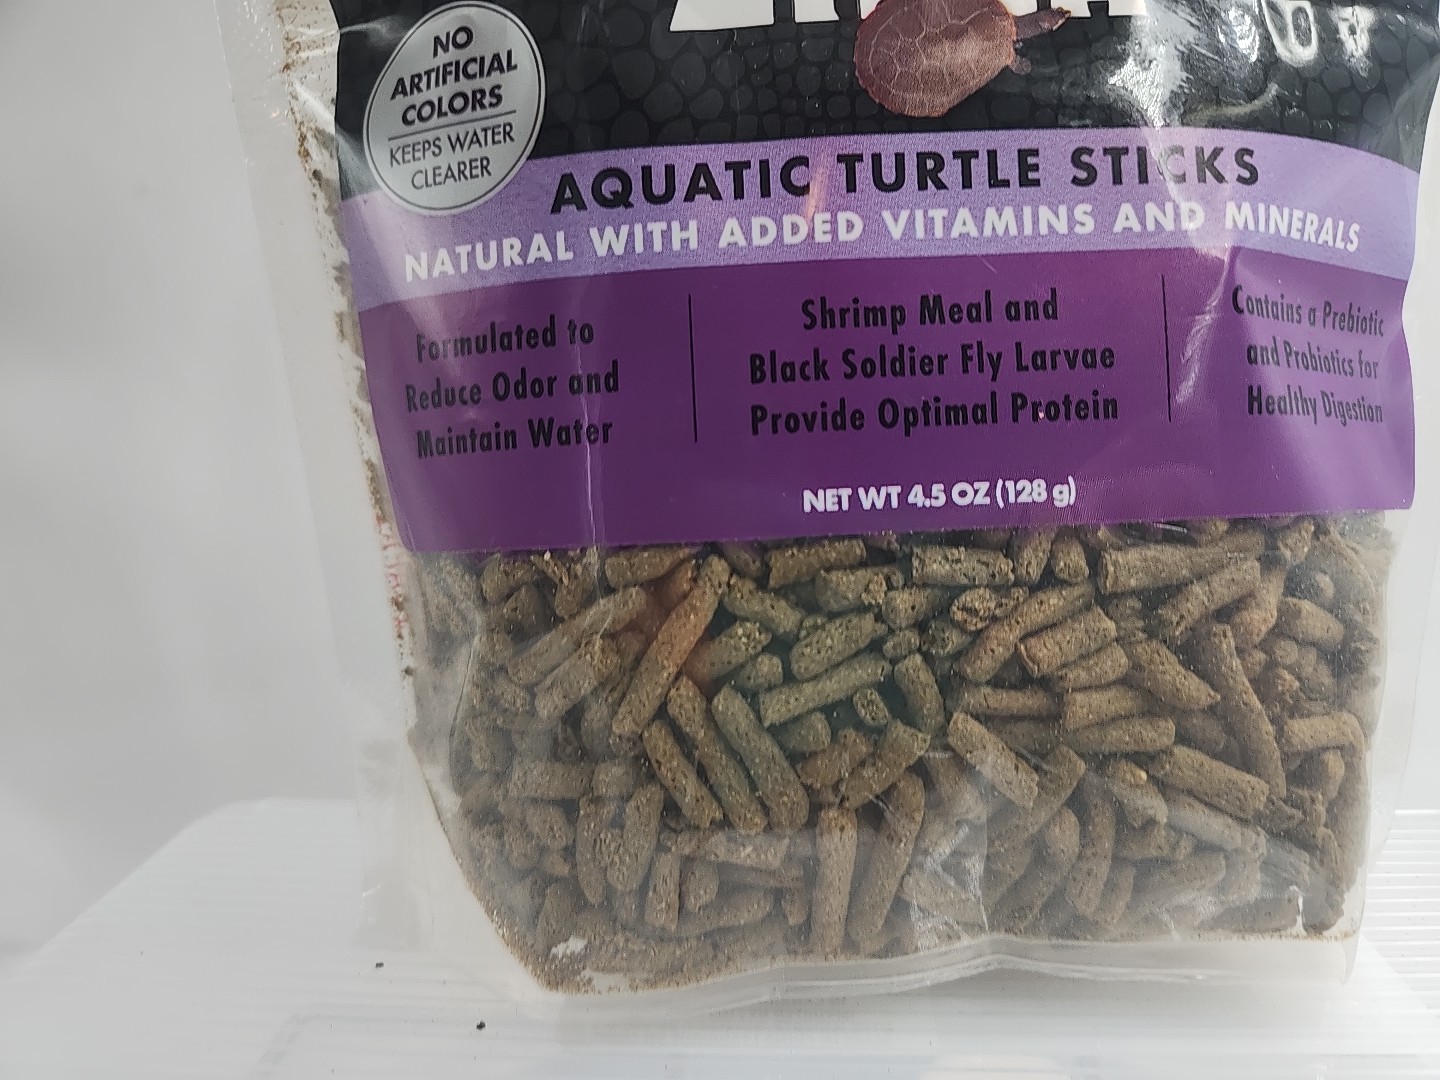 NO
ARTIFICIAL
COLORS
KEEPS WATER
CLEARER
AQUATIC TURTLE STICKS
NATURAL WITH ADDED VITAMINS AND MINERALS
Formulated to
Reduce Odor and
Maintain Water
Shrimp Meal and
Black Soldier Fly Larvae
Provide Optimal Protein
Contains a Prebiotic
and Probiotics for
Healthy Digestion
NET WT 4.5 OZ (128 g)